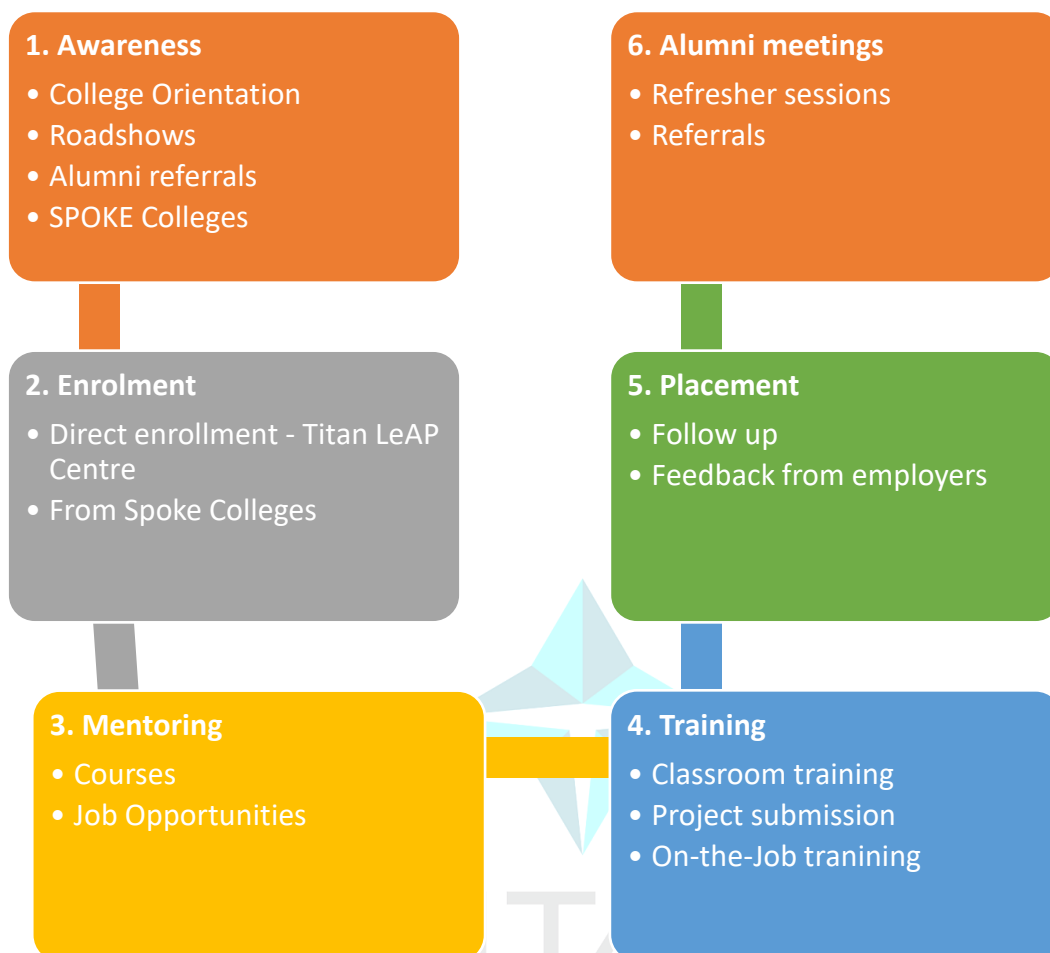 1. Awareness
• College Orientation
• Roadshows
• Alumni referrals
• SPOKE Colleges
2. Enrolment
• Direct enrollment - Titan LeAP
Centre
• From Spoke Colleges
3. Mentoring
• Courses
• Job Opportunities
4. Training
• Classroom training
• Project submission
• On-the-Job tranining
5. Placement
• Follow up
• Feedback from employers
6. Alumni meetings
• Refresher sessions
• Referrals